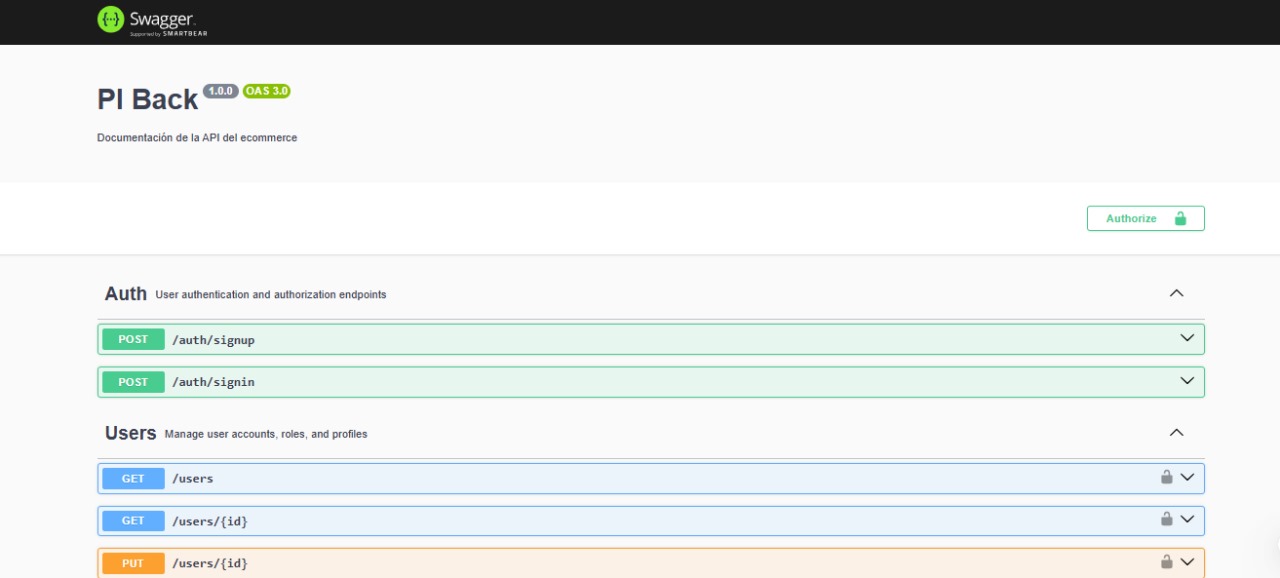 Swagger
Supported by SMARTBEAR
PI Back 1.0.0 OAS 3.0
Documentación de la API del ecommerce
Authorize
Auth User authentication and authorization endpoints
POST /auth/signup
POST /auth/signin
Users Manage user accounts, roles, and profiles
GET /users
GET /users/{id}
PUT /users/{id}